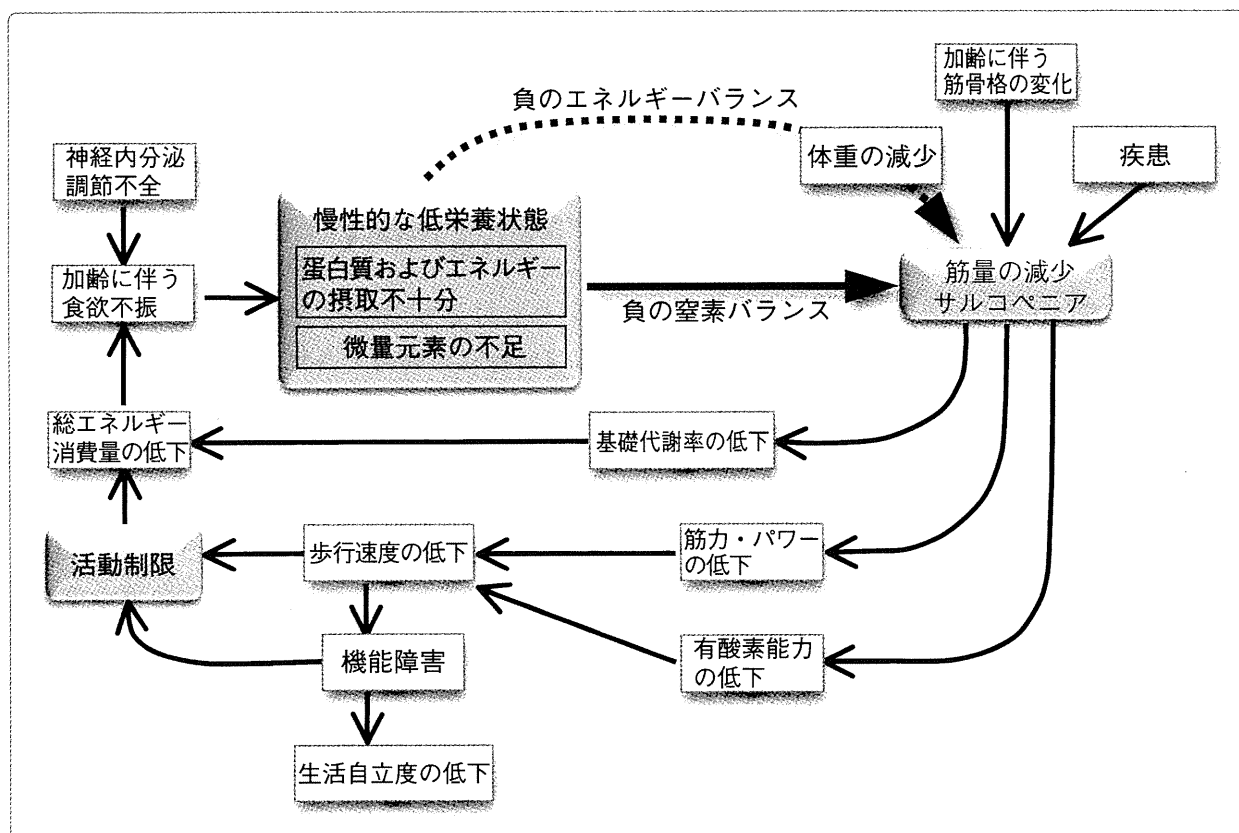 加齢に伴う
筋骨格の変化
負のエネルギーバランス
体重の減少
疾患
神経内分泌
調節不全
慢性的な低栄養状態
蛋白質およびエネルギー
の摂取不十分
微量元素の不足
加齢に伴う
食欲不振
負の窒素バランス
筋量の減少
サルコペニア
総エネルギー
消費量の低下
基礎代謝率の低下
活動制限
歩行速度の低下
筋力・パワー
の低下
機能障害
有酸素能力
の低下
生活自立度の低下